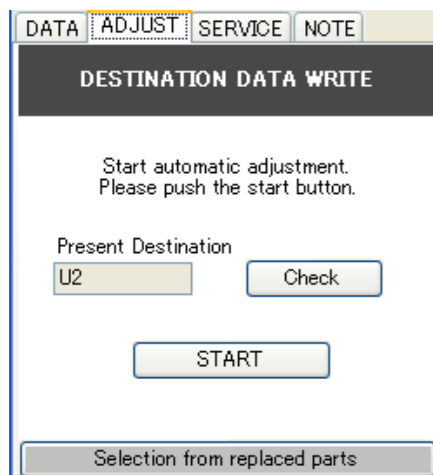 DATA ADJUST SERVICE NOTE
DESTINATION DATA WRITE
Start automatic adjustment.
Please push the start button.
Present Destination
U2 Check
START
Selection from replaced parts